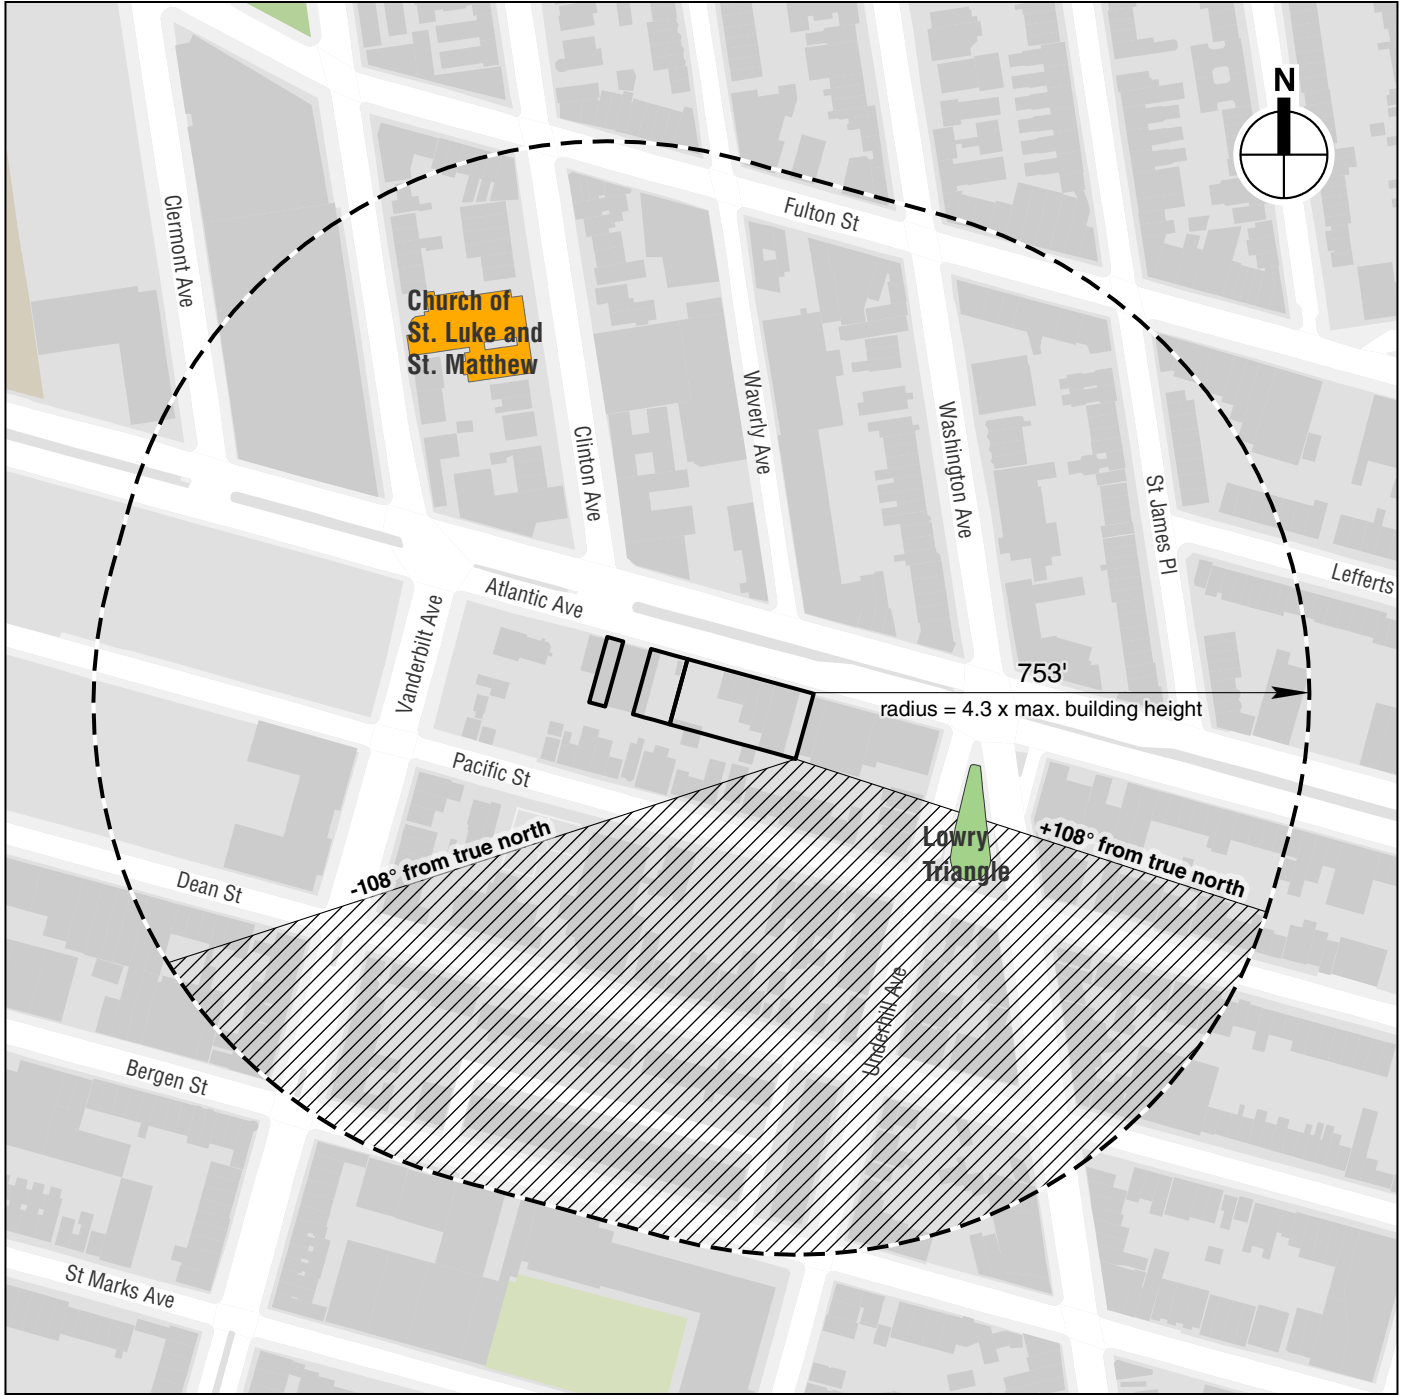 N
Clermont Ave
Fulton St
Church of
St. Luke and
St. Matthew
Waverly Ave
Washington Ave
Clinton Ave
St James Pl
Lefferts
Atlantic Ave
Vanderbilt Ave
753'
radius = 4.3 x max. building height
Pacific St
-108° from true north
+108° from true north
Lowry
Triangle
Dean St
Underhill Ave
Bergen St
St Marks Ave